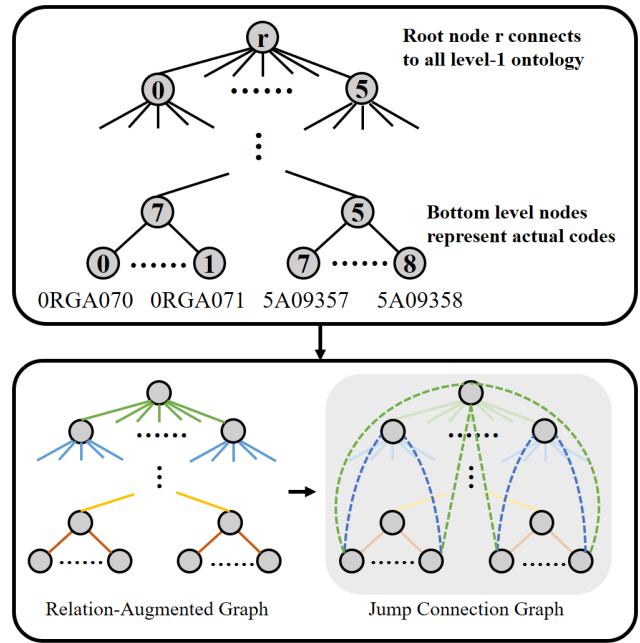 r
Root node r connects
to all level-1 ontology
0
5
7
5
Bottom level nodes
represent actual codes
0
1
7
8
0RGA070 0RGA071 5A09357 5A09358
Relation-Augmented Graph
Jump Connection Graph